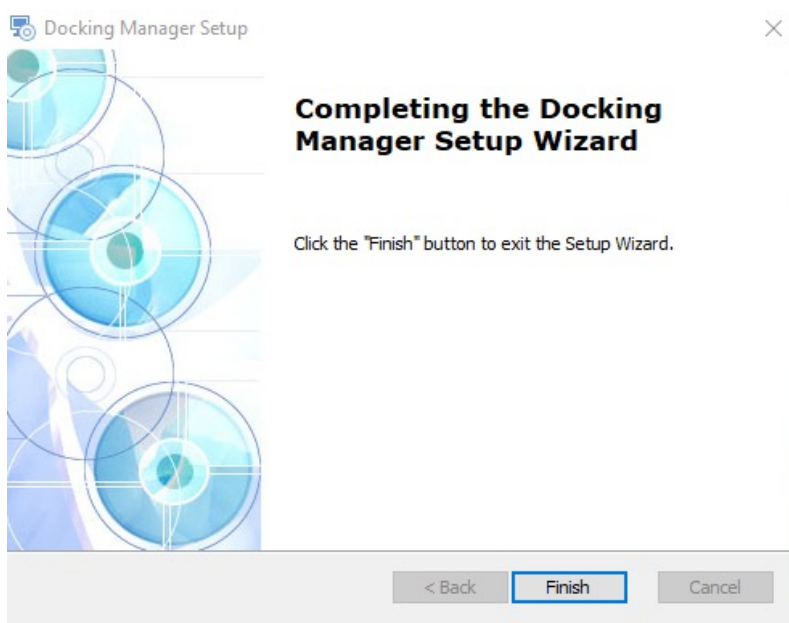 Docking Manager Setup
Completing the Docking
Manager Setup Wizard
Click the "Finish" button to exit the Setup Wizard.
< Back Finish Cancel